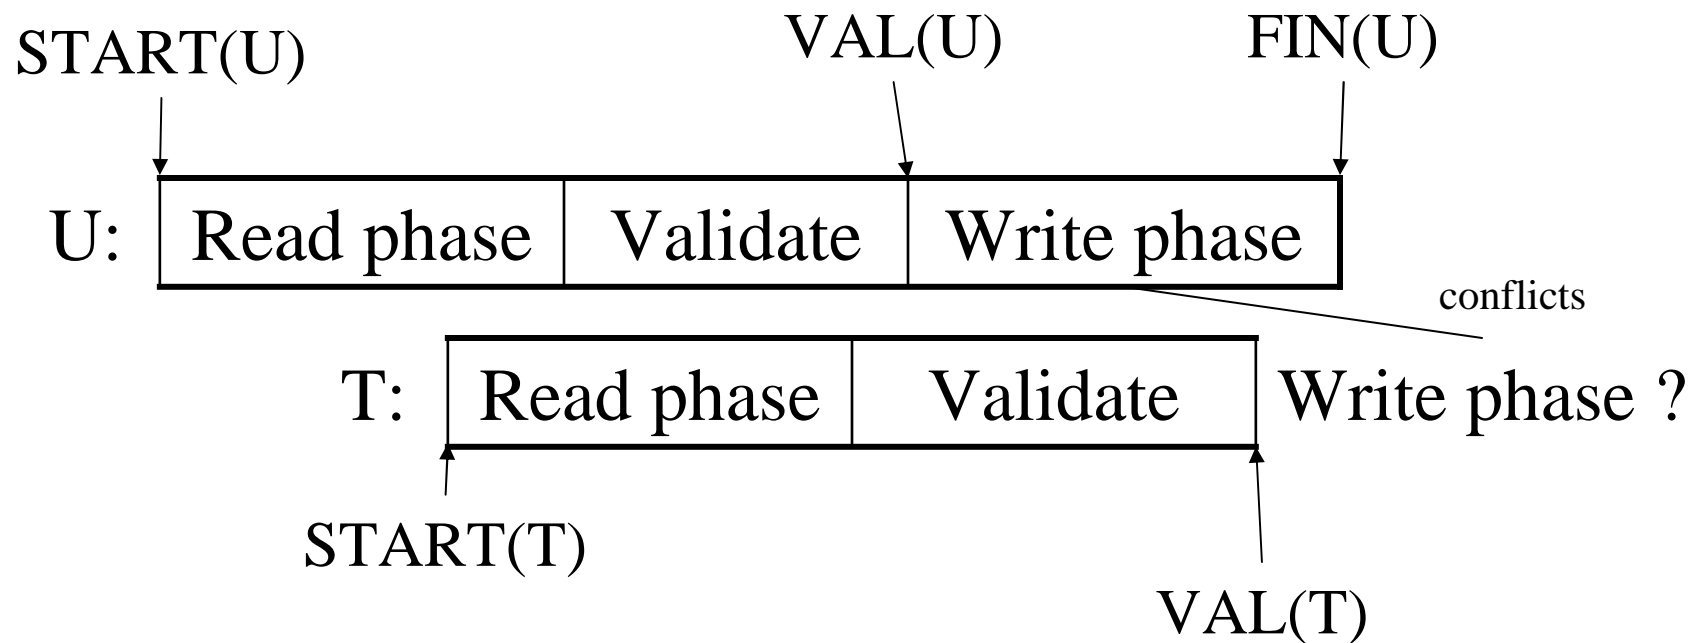 START(U) VAL(U) FIN(U)
U: Read phase Validate Write phase
conflicts
T: Read phase Validate Write phase ?
START(T)
VAL(T)